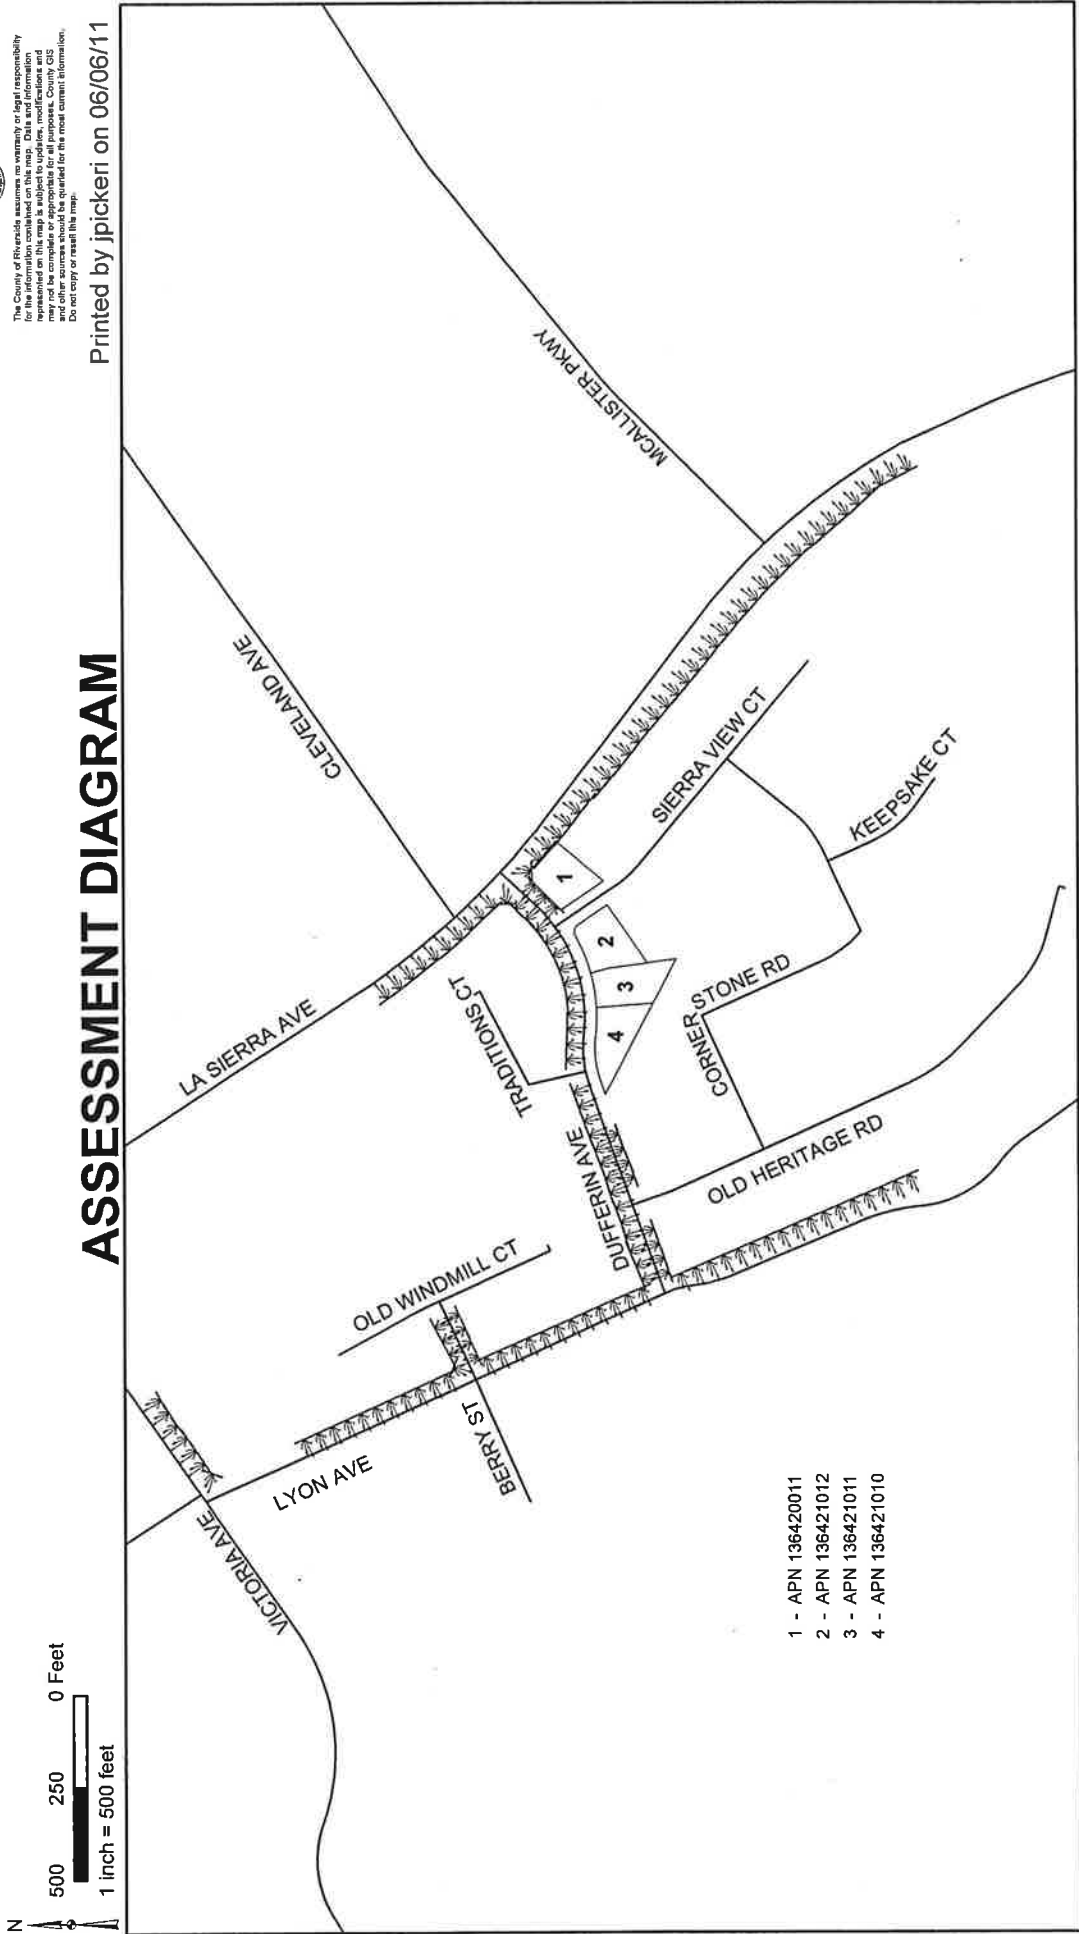 The County of Riverside assumes no warranty or legal responsibility
for the information contained on this map. Data and information
represented on this map is subject to updates, modifications and
may not be complete or appropriate for all purposes. County GIS
and other sources should be queried for the most current information.
Do not copy or resell this map.
Printed by jpickeri on 06/06/11
ASSESSMENT DIAGRAM
N
500 250 0 Feet
1 inch = 500 feet
VICTORIA AVE
LYON AVE
BERRY ST
OLD WINDMILL CT
LA SIERRA AVE
CLEVELAND AVE
MCALLISTER PKWY
TRADITIONS CT
DUFFERIN AVE
1
2
3
4
SIERRA VIEW CT
KEEPSAKE CT
CORNER STONE RD
OLD HERITAGE RD
1 - APN 136420011
2 - APN 136421012
3 - APN 136421011
4 - APN 136421010